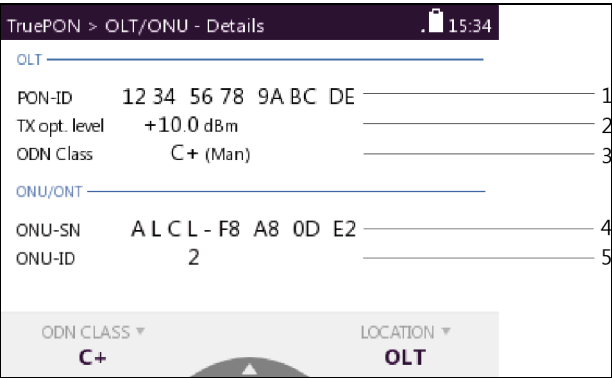 TruePON > OLT/ONU - Details 15:34
OLT
PON-ID 12 34 56 78 9A BC DE 1
TX opt. level +10.0 dBm 2
ODN Class C+ (Man) 3
ONU/ONT
ONU-SN A L C L - F8 A8 0D E2 4
ONU-ID 2 5
ODN CLASS LOCATION
C+ OLT